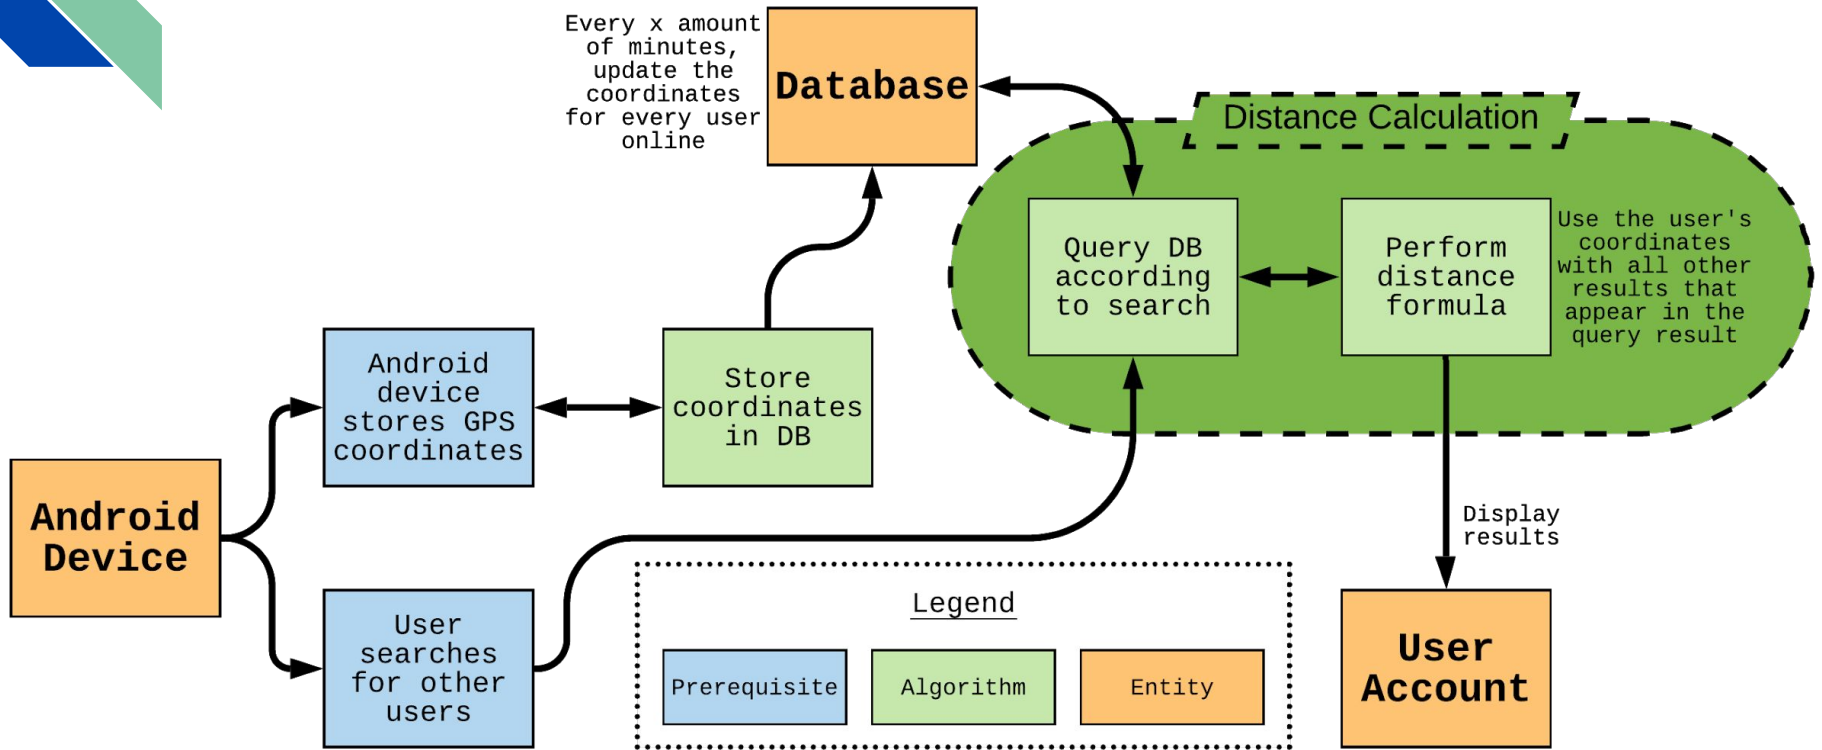 Every x amount
of minutes,
update the
coordinates
for every user
online
Database
Distance Calculation
Query DB
according
to search
Perform
distance
formula
Use the user's
coordinates
with all other
results that
appear in the
query result
Android
device
stores GPS
coordinates
Store
coordinates
in DB
Android
Device
User
searches
for other
users
Display
results
Legend
Prerequisite
Algorithm
Entity
User
Account